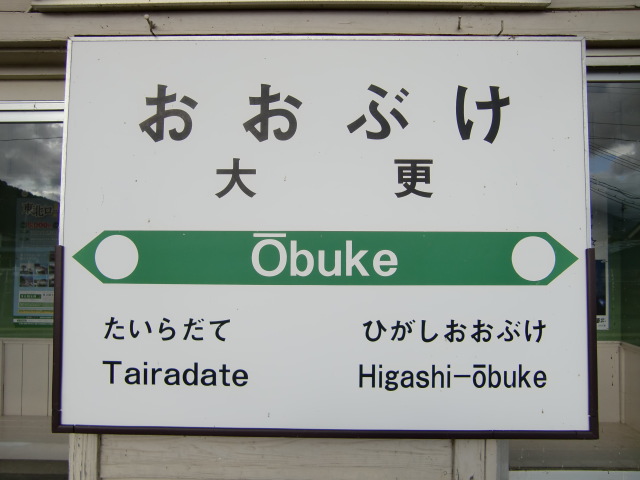 おおぶけ
大更
Ōbuke
たいらだて
ひがしおおぶけ
Tairadate
Higashi-ōbuke